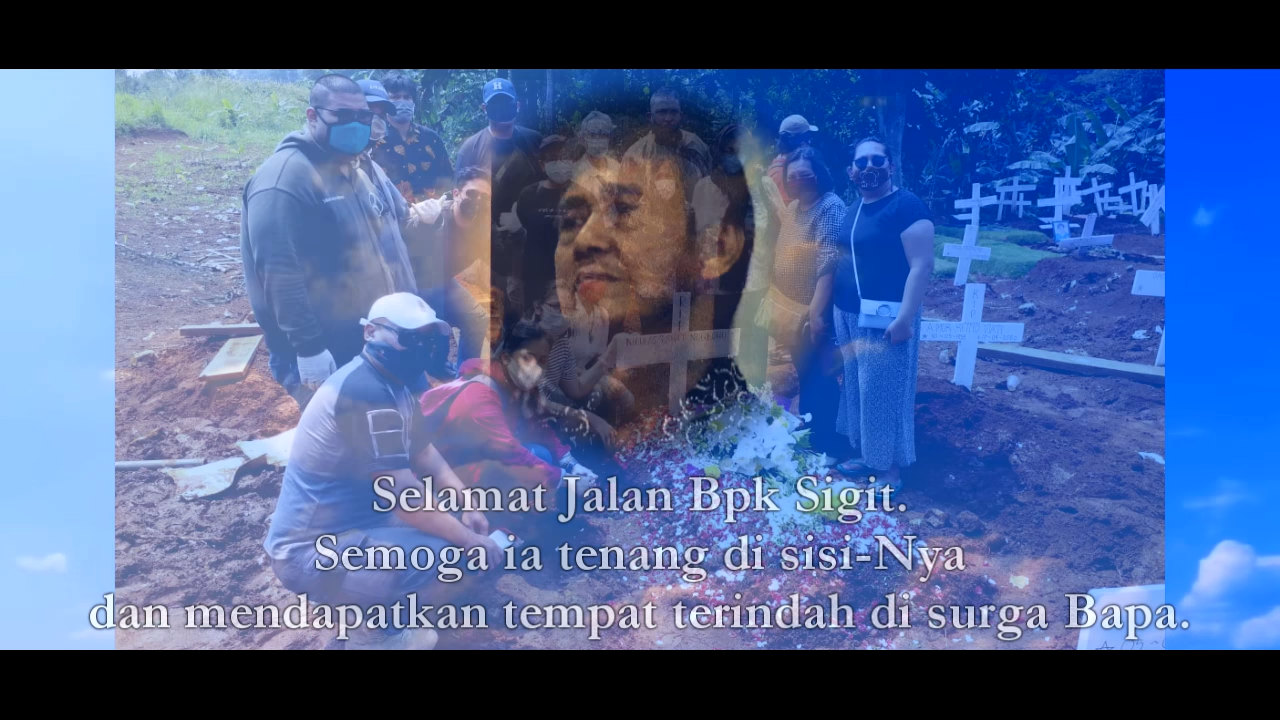 Selamat Jalan Bpk Sigit.
Semoga ia tenang di sisi-Nya
dan mendapatkan tempat terindah di surga Bapa.